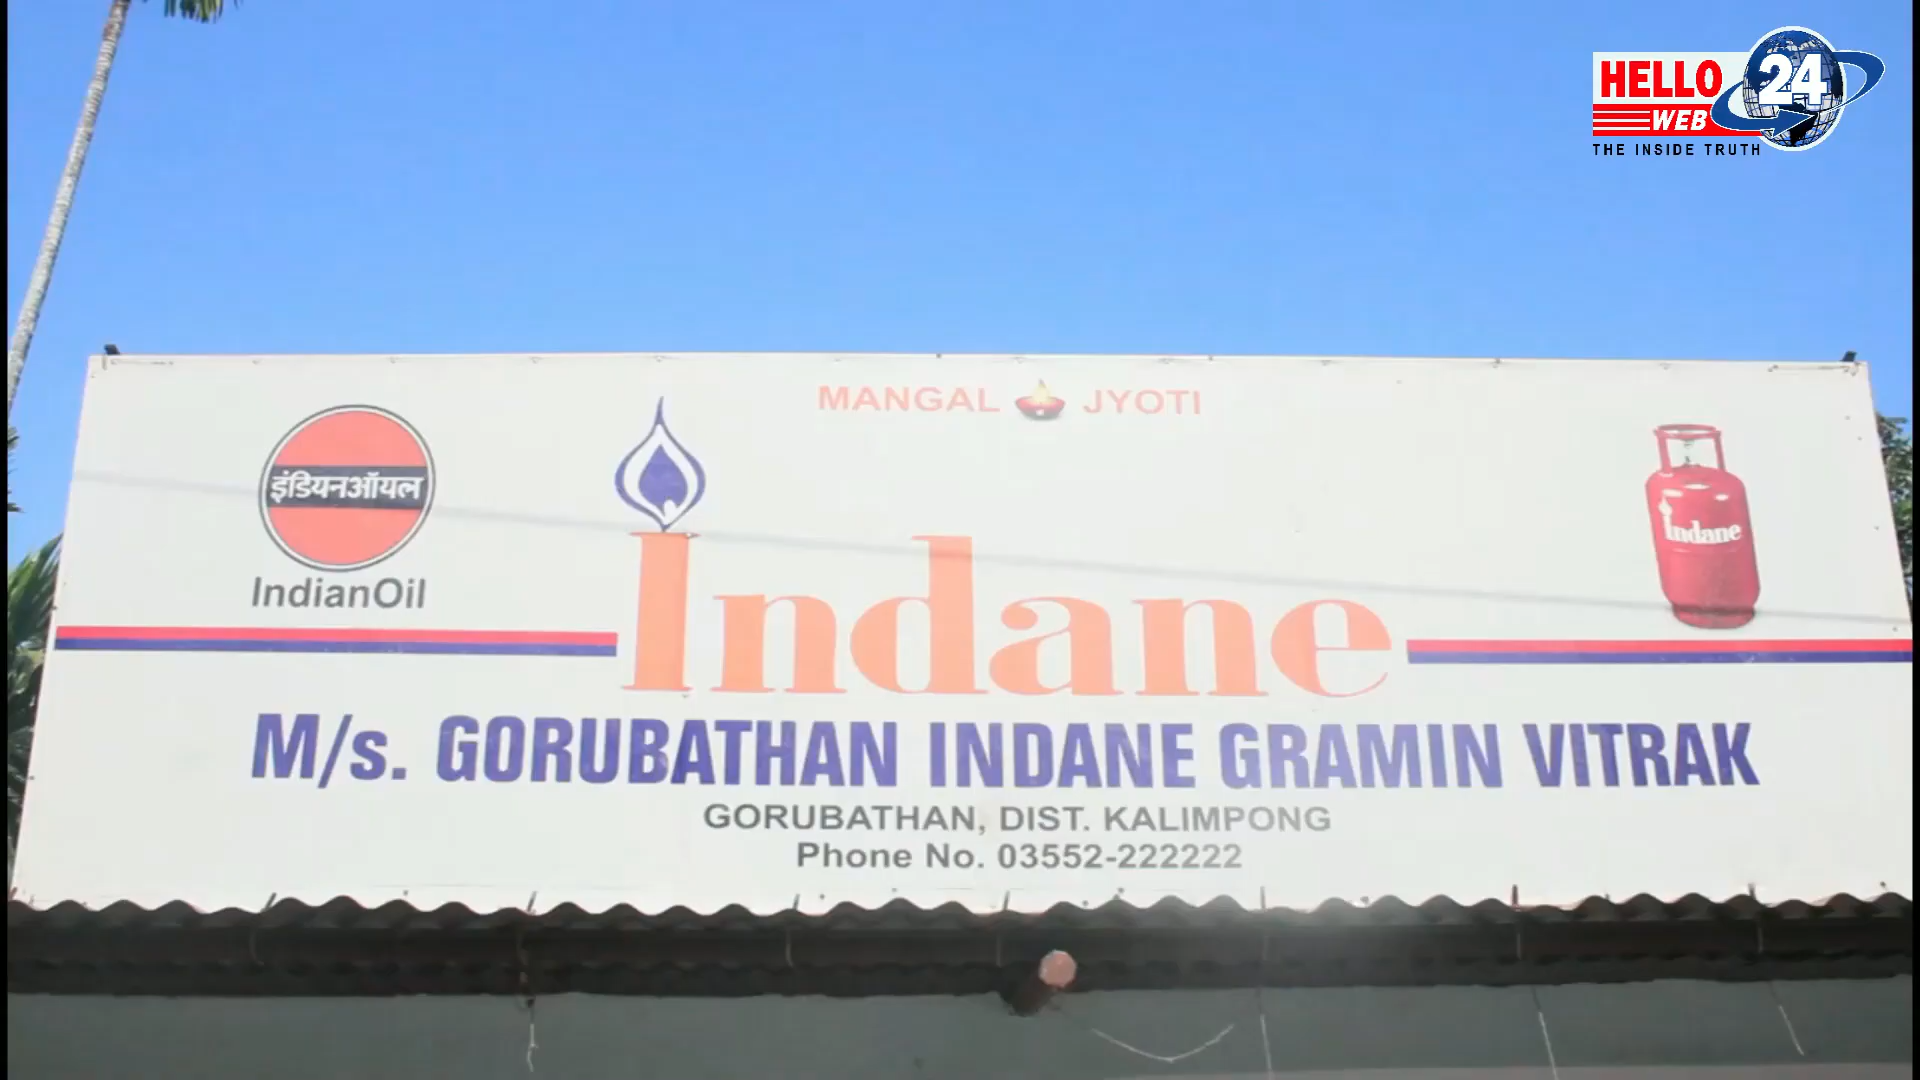 HELLO 24
WEB
THE INSIDE TRUTH
MANGAL JYOTI
इंडियनऑयल
IndianOil
Indane
Indane
M/s. GORUBATHAN INDANE GRAMIN VITRAK
GORUBATHAN, DIST. KALIMPONG
Phone No. 03552-222222